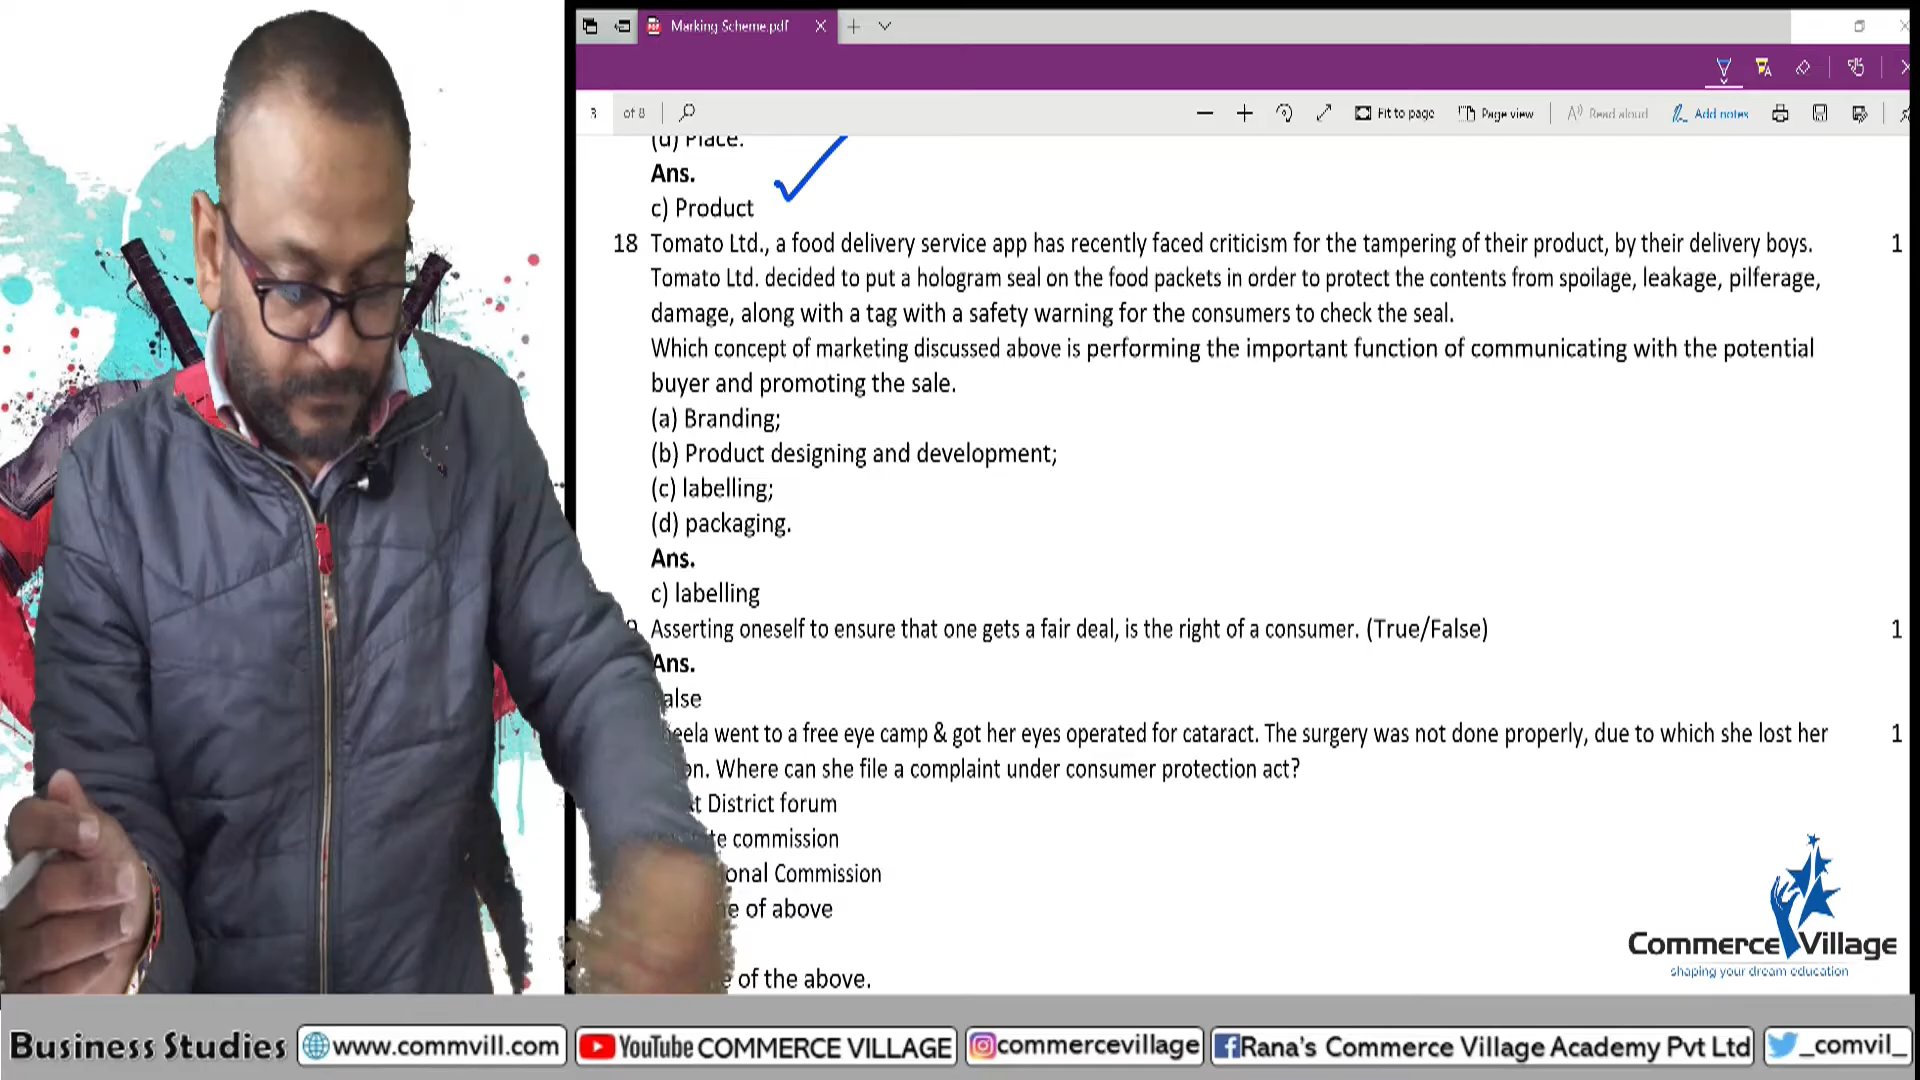 Marking Scheme.pdf
3 of 8
Fit to page
Page view
Read aloud
Add notes
(d) Place.
Ans.
c) Product
18 Tomato Ltd., a food delivery service app has recently faced criticism for the tampering of their product, by their delivery boys. 1
Tomato Ltd. decided to put a hologram seal on the food packets in order to protect the contents from spoilage, leakage, pilferage,
damage, along with a tag with a safety warning for the consumers to check the seal.
Which concept of marketing discussed above is performing the important function of communicating with the potential
buyer and promoting the sale.
(a) Branding;
(b) Product designing and development;
(c) labelling;
(d) packaging.
Ans.
c) labelling
Asserting oneself to ensure that one gets a fair deal, is the right of a consumer. (True/False) 1
Ans.
alse
eela went to a free eye camp & got her eyes operated for cataract. The surgery was not done properly, due to which she lost her 1
on. Where can she file a complaint under consumer protection act?
District forum
commission
onal Commission
of above
of the above.
Commerce Village
shaping your dream education
Business Studies
www.commvill.com
YouTube COMMERCE VILLAGE
commercevillage
Rana's Commerce Village Academy Pvt Ltd
_comvil_